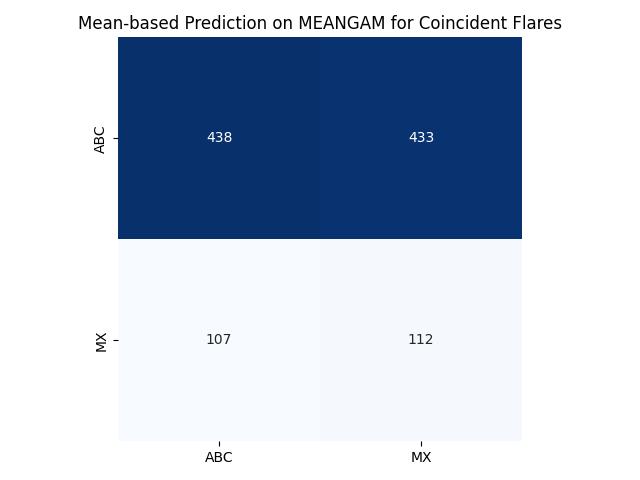 Mean-based Prediction on MEANGAM for Coincident Flares
ABC
438
433
MX
107
112
ABC
MX